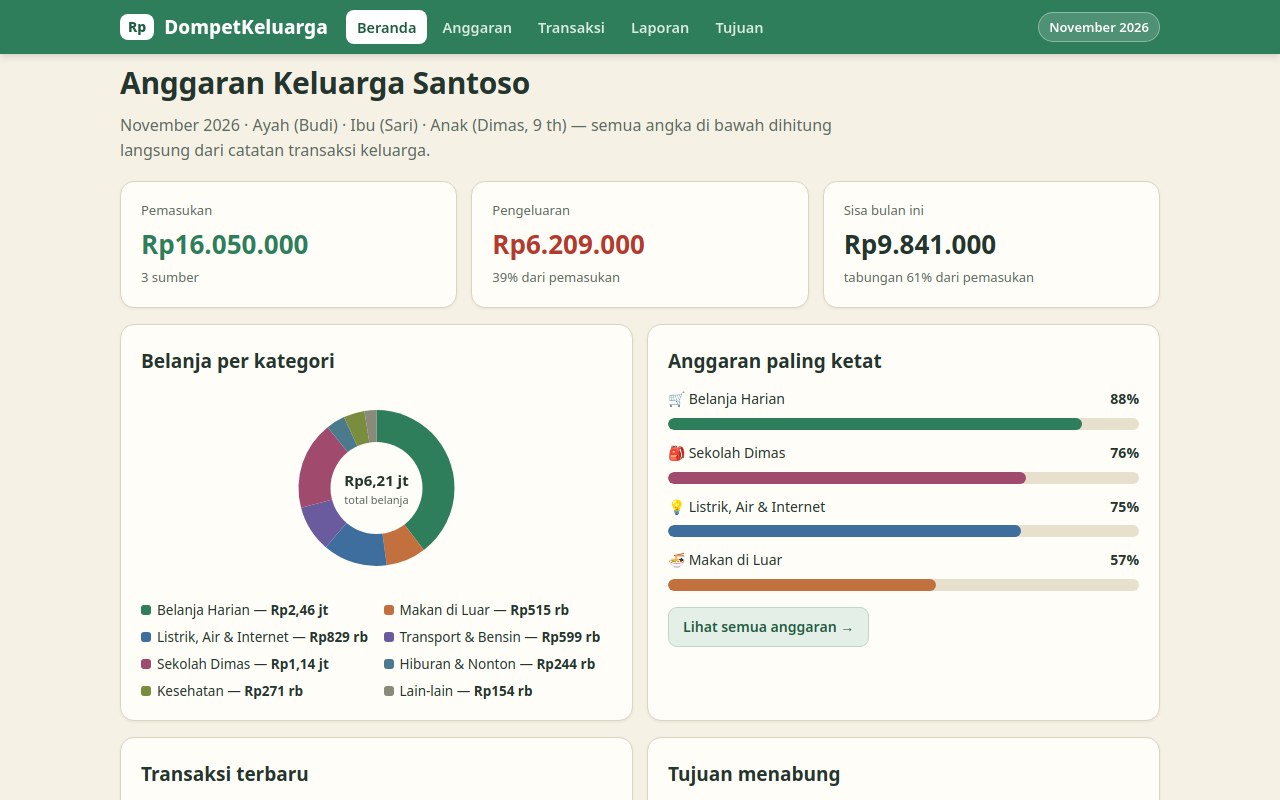 Rp DompetKeluarga Beranda Anggaran Transaksi Laporan Tujuan November 2026
Anggaran Keluarga Santoso
November 2026 · Ayah (Budi) · Ibu (Sari) · Anak (Dimas, 9 th) — semua angka di bawah dihitung
langsung dari catatan transaksi keluarga.
Pemasukan
Rp16.050.000
3 sumber
Pengeluaran
Rp6.209.000
39% dari pemasukan
Sisa bulan ini
Rp9.841.000
tabungan 61% dari pemasukan
Belanja per kategori
Rp6,21 jt
total belanja
Belanja Harian — Rp2,46 jt
Makan di Luar — Rp515 rb
Listrik, Air & Internet — Rp829 rb
Transport & Bensin — Rp599 rb
Sekolah Dimas — Rp1,14 jt
Hiburan & Nonton — Rp244 rb
Kesehatan — Rp271 rb
Lain-lain — Rp154 rb
Anggaran paling ketat
🛒 Belanja Harian 88%
🎒 Sekolah Dimas 76%
💡 Listrik, Air & Internet 75%
🍜 Makan di Luar 57%
Lihat semua anggaran →
Transaksi terbaru
Tujuan menabung